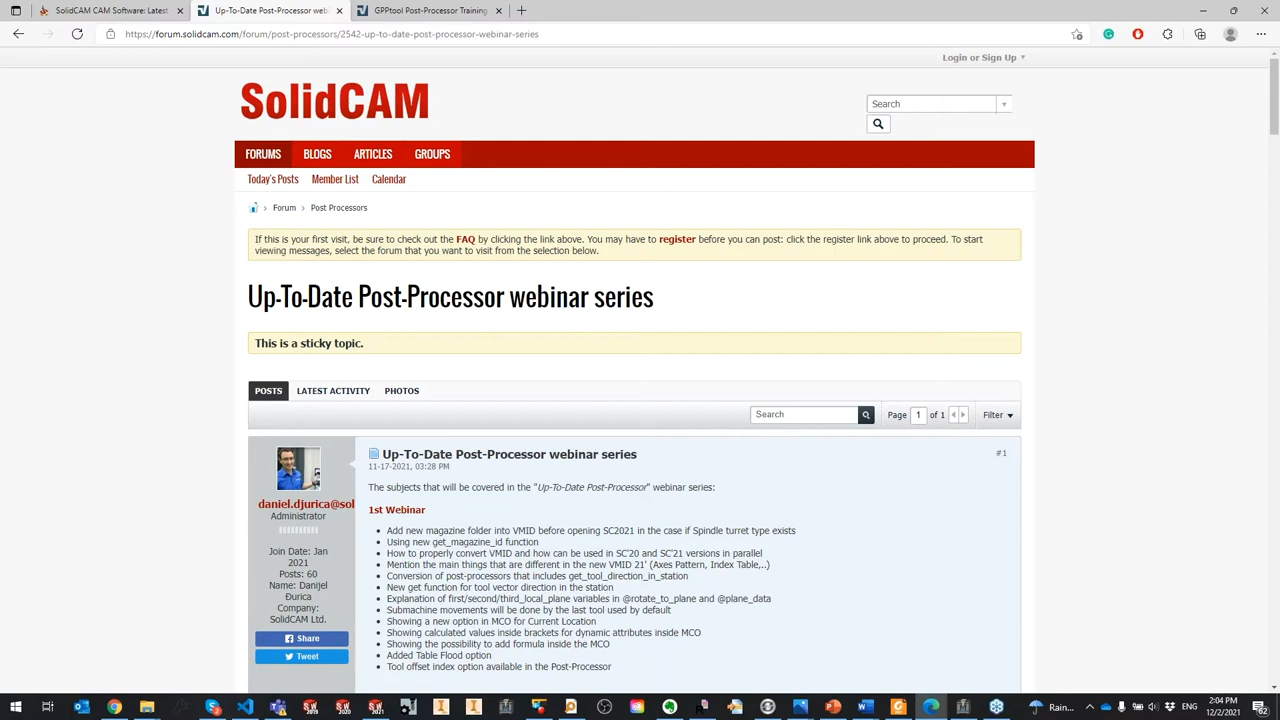 SolidCAM CAM Software: Latest
Up-To-Date Post-Processor webi
GPPtool Post-Processor Training
https://forum.solidcam.com/forum/post-processors/2542-up-to-date-post-processor-webinar-series
Login or Sign Up
SolidCAM
Search
FORUMS BLOGS ARTICLES GROUPS
Today's Posts Member List Calendar
Forum Post Processors
If this is your first visit, be sure to check out the FAQ by clicking the link above. You may have to register before you can post: click the register link above to proceed. To start
viewing messages, select the forum that you want to visit from the selection below.
Up-To-Date Post-Processor webinar series
This is a sticky topic.
POSTS LATEST ACTIVITY PHOTOS
Search Page 1 of 1 Filter
Up-To-Date Post-Processor webinar series #1
11-17-2021, 03:28 PM
daniel.djurica@sol
Administrator
Join Date: Jan
2021
Posts: 60
Name: Danijel
Đurica
Company:
SolidCAM Ltd.
Share
Tweet
The subjects that will be covered in the "Up-To-Date Post-Processor" webinar series:
1st Webinar
• Add new magazine folder into VMID before opening SC2021 in the case if Spindle turret type exists
• Using new get_magazine_id function
• How to properly convert VMID and how can be used in SC'20 and SC'21 versions in parallel
• Mention the main things that are different in the new VMID 21' (Axes Pattern, Index Table,..)
• Conversion of post-processors that includes get_tool_direction_in_station
• New get function for tool vector direction in the station
• Explanation of first/second/third_local_plane variables in @rotate_to_plane and @plane_data
• Submachine movements will be done by the last tool used by default
• Showing a new option in MCO for Current Location
• Showing calculated values inside brackets for dynamic attributes inside MCO
• Showing the possibility to add formula inside the MCO
• Added Table Flood option
• Tool offset index option available in the Post-Processor
2019 2020 2021
Rain...
ENG
2:04 PM
12/2/2021